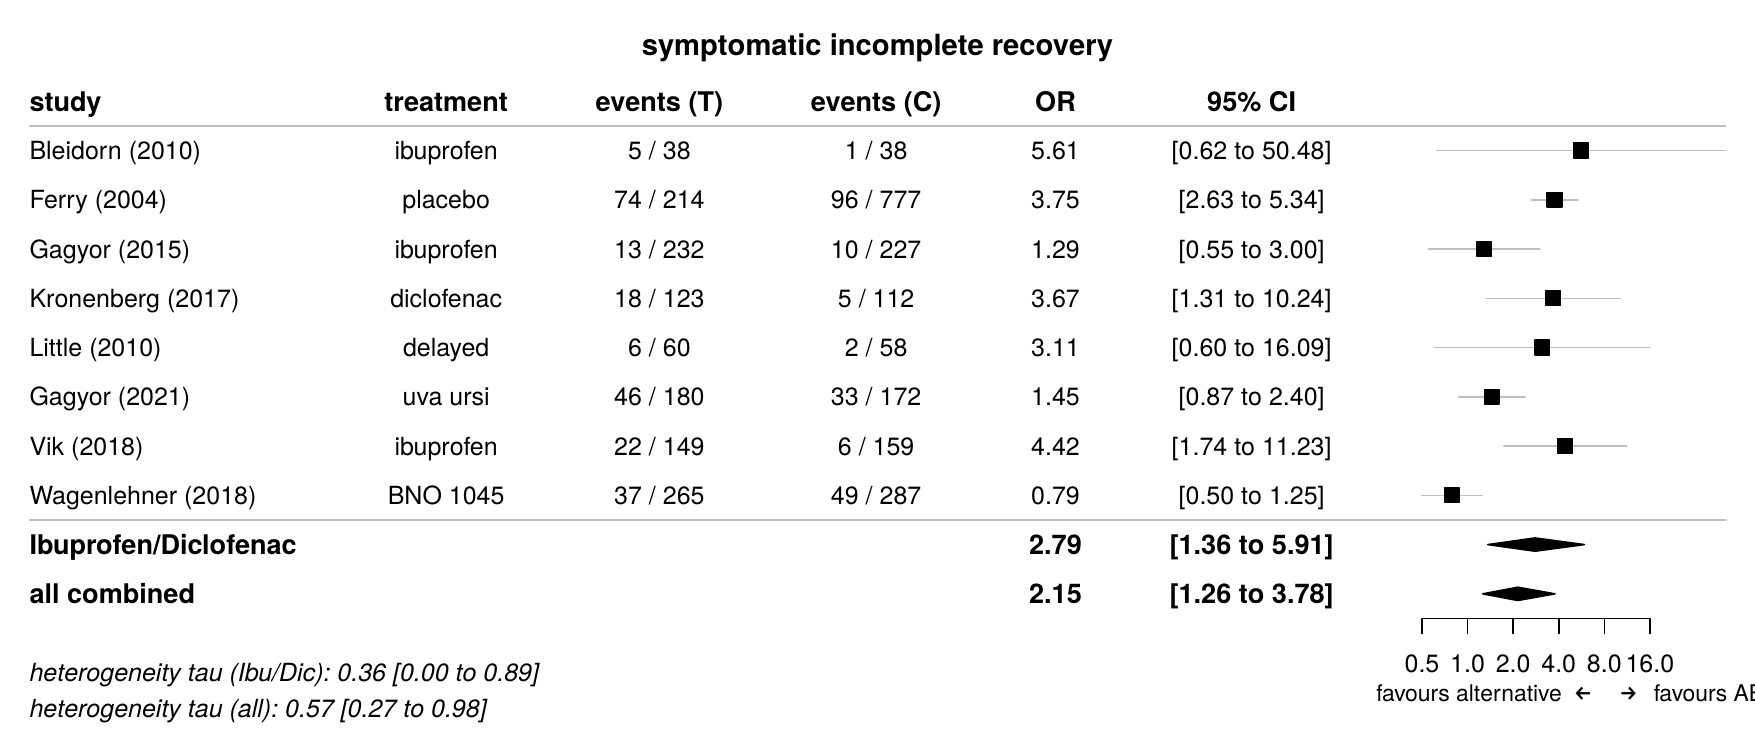 symptomatic incomplete recovery
study treatment events (T) events (C) OR 95% CI
Bleidorn (2010) ibuprofen 5 / 38 1 / 38 5.61 [0.62 to 50.48]
Ferry (2004) placebo 74 / 214 96 / 777 3.75 [2.63 to 5.34]
Gagyor (2015) ibuprofen 13 / 232 10 / 227 1.29 [0.55 to 3.00]
Kronenberg (2017) diclofenac 18 / 123 5 / 112 3.67 [1.31 to 10.24]
Little (2010) delayed 6 / 60 2 / 58 3.11 [0.60 to 16.09]
Gagyor (2021) uva ursi 46 / 180 33 / 172 1.45 [0.87 to 2.40]
Vik (2018) ibuprofen 22 / 149 6 / 159 4.42 [1.74 to 11.23]
Wagenlehner (2018) BNO 1045 37 / 265 49 / 287 0.79 [0.50 to 1.25]
Ibuprofen/Diclofenac 2.79 [1.36 to 5.91]
all combined 2.15 [1.26 to 3.78]
0.5 1.0 2.0 4.0 8.0 16.0
favours alternative ← → favours
heterogeneity tau (Ibu/Dic): 0.36 [0.00 to 0.89]
heterogeneity tau (all): 0.57 [0.27 to 0.98]